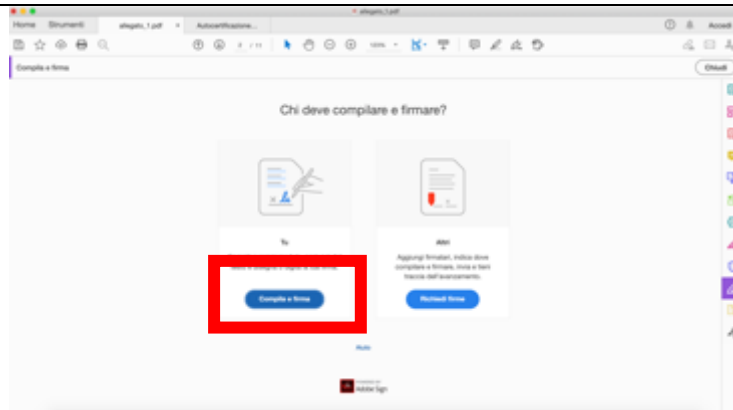 allegato_1.pdf
Home Strumenti allegato_1.pdf × Autocertificazione... Accedi
Compila e firma Chiudi
Chi deve compilare e firmare?
Tu
Altri
Aggiungi firmatari, indica dove
compilare e firmare, invia e tieni
traccia dell'avanzamento.
Compila e firma
Richiedi firme
Aiuto
Adobe Sign